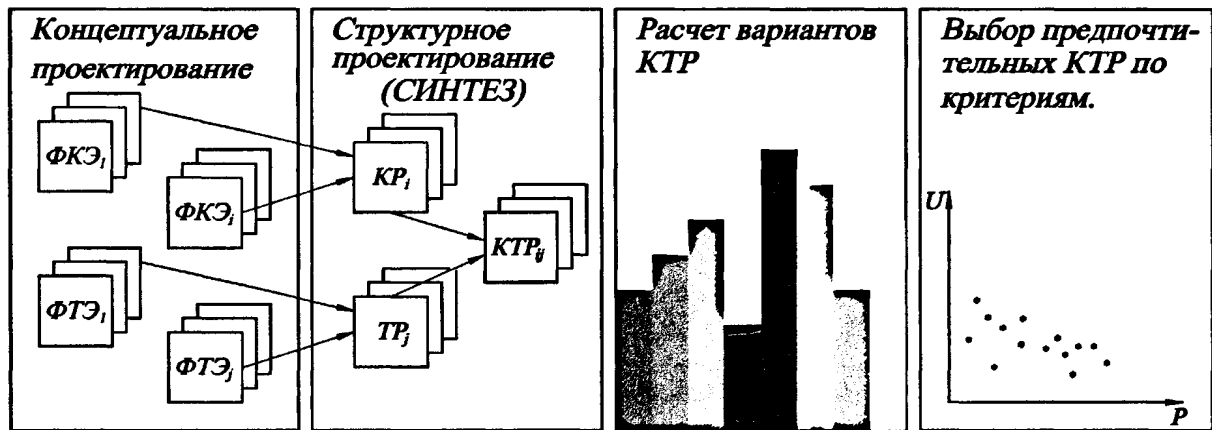 Концептуальное
проектирование
ФКЭ₁
ФКЭᵢ
ФТЭ₁
ФТЭⱼ
Структурное
проектирование
(СИНТЕЗ)
КРᵢ
КТРᵢⱼ
ТРⱼ
Расчет вариантов
КТР
Выбор предпочти-
тельных КТР по
критериям.
U
P